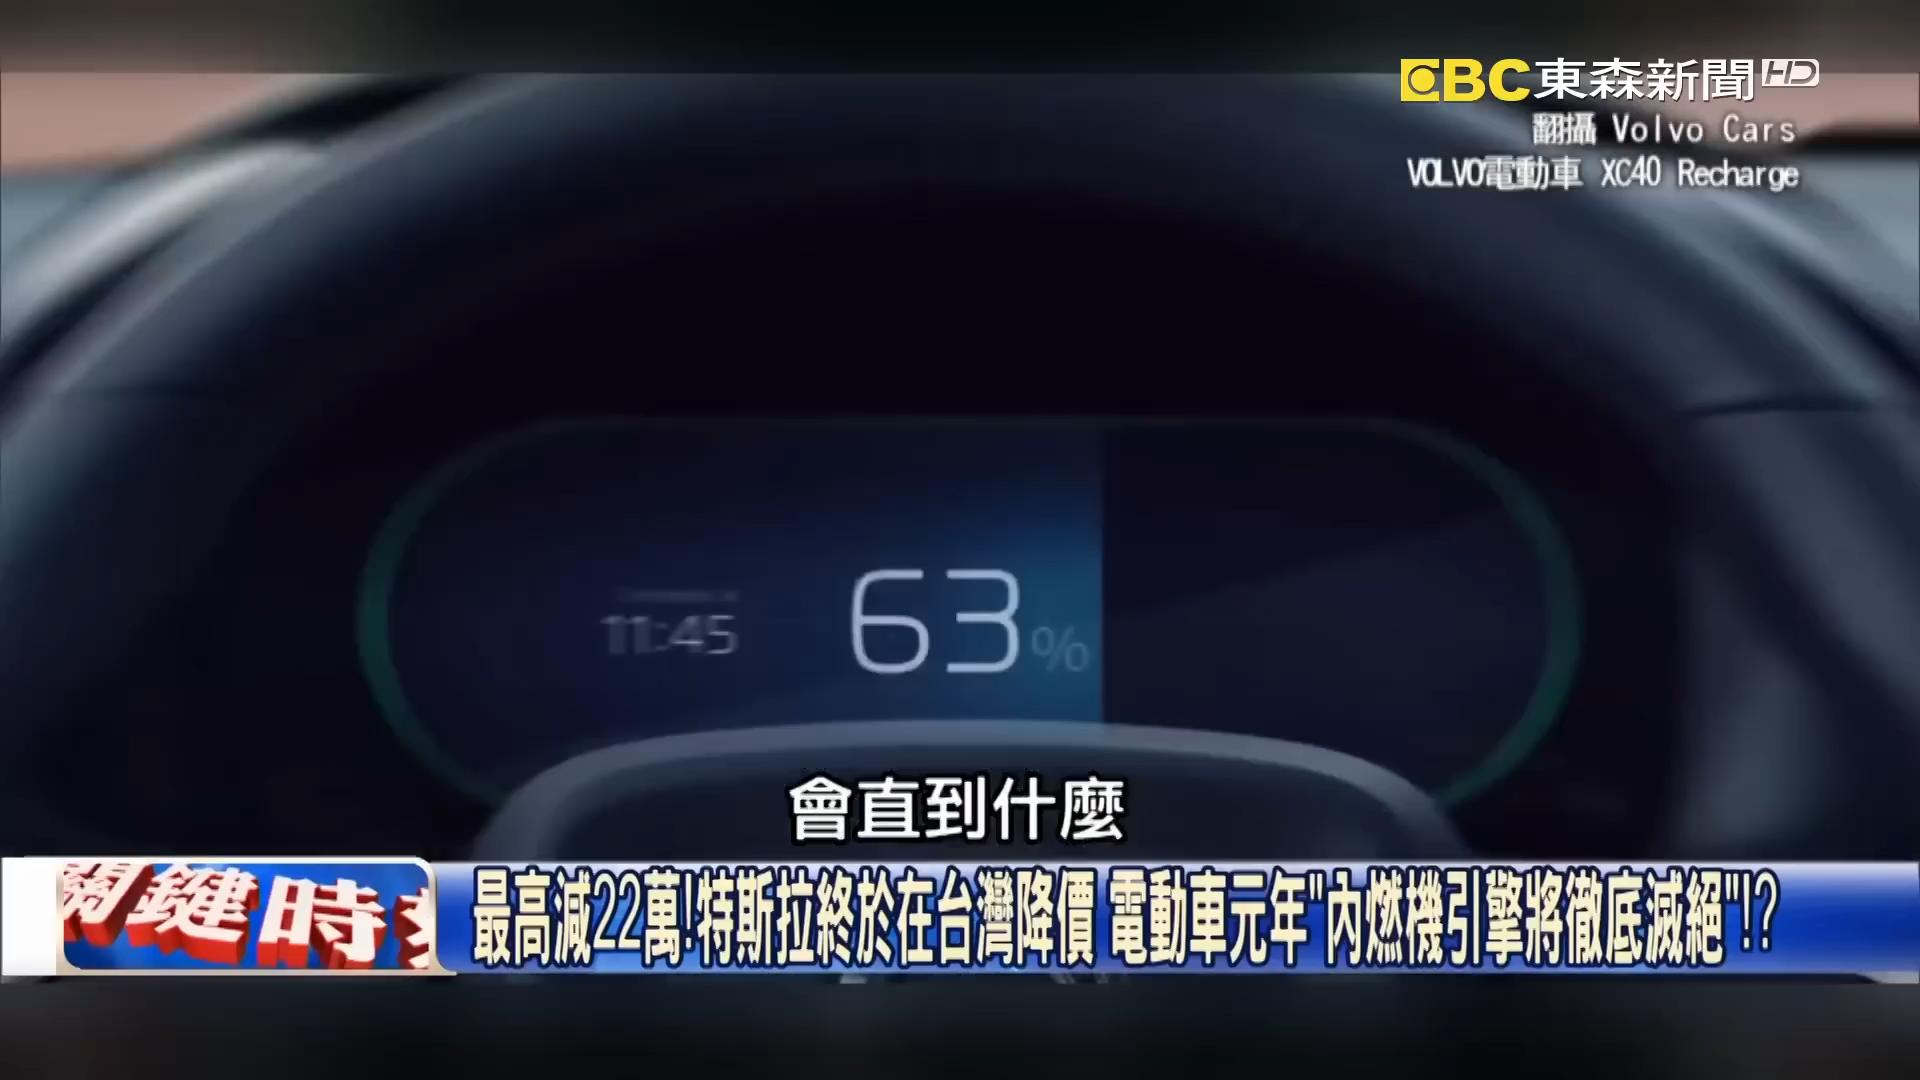 EBC東森新聞HD
翻攝 Volvo Cars
VOLVO電動車 XC40 Recharge
11:45
63%
會直到什麼
關鍵時
最高減22萬!特斯拉終於在台灣降價 電動車元年"內燃機引擎將徹底滅絕"!?